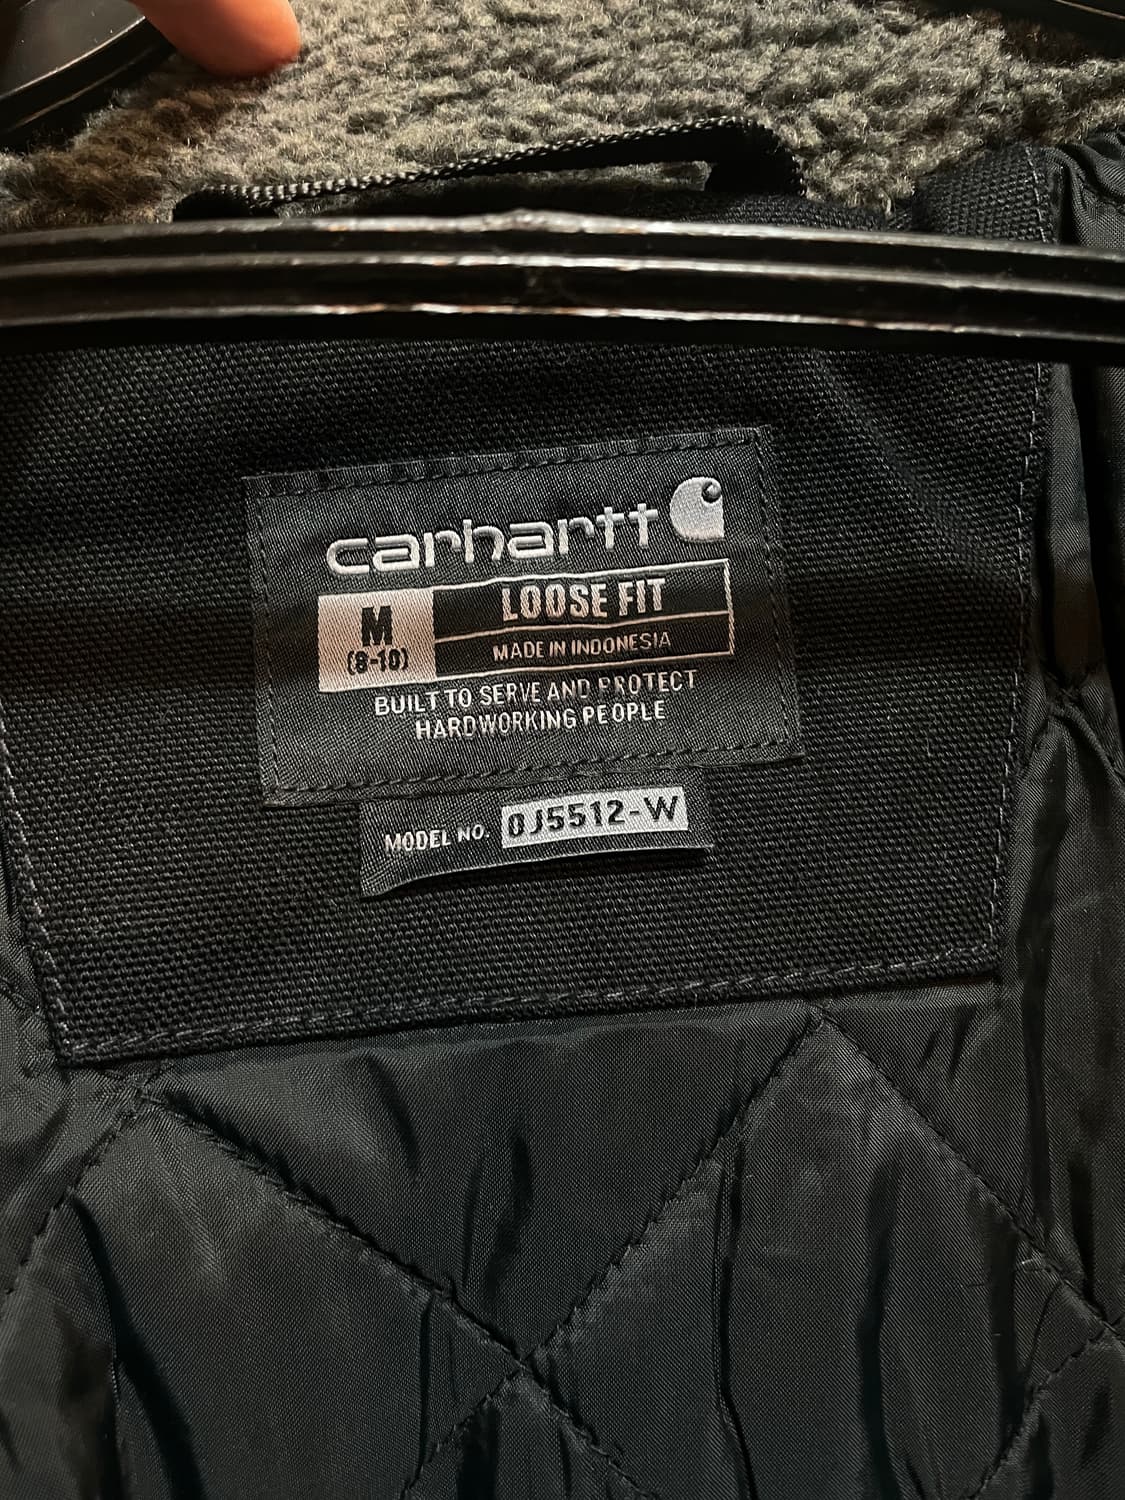 carhartt
M
(8-10)
LOOSE FIT
MADE IN INDONESIA
BUILT TO SERVE AND PROTECT
HARDWORKING PEOPLE
MODEL NO. OJ5512-W